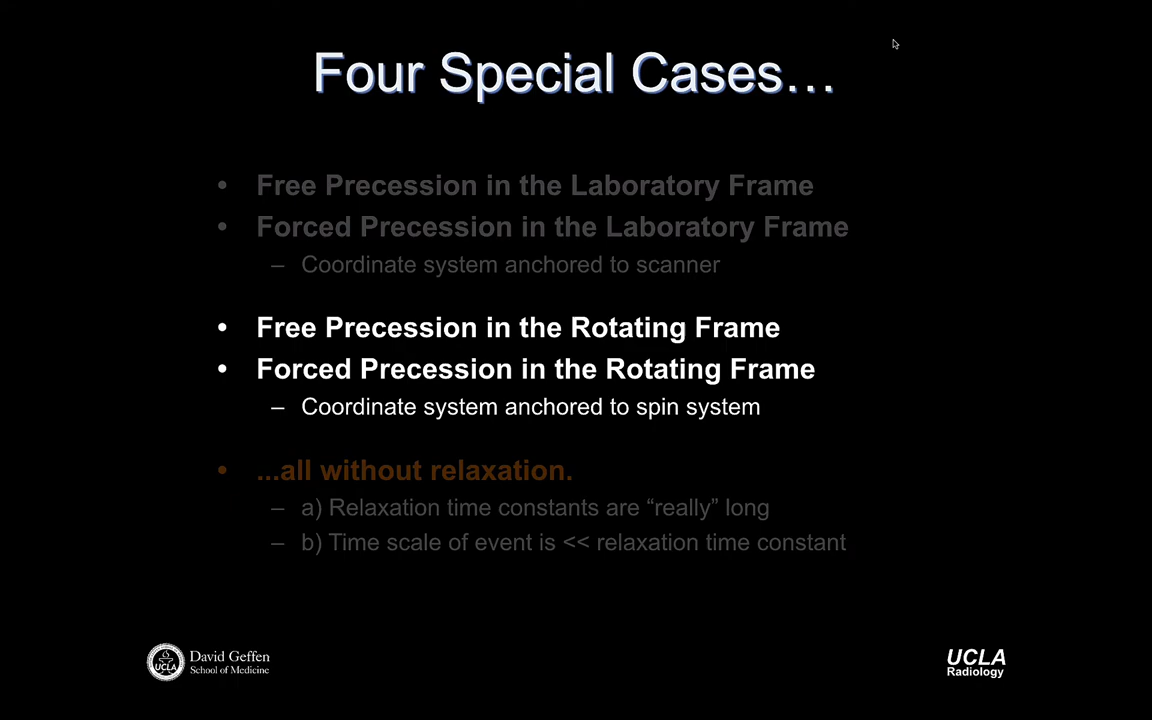 Four Special Cases…
• Free Precession in the Laboratory Frame
• Forced Precession in the Laboratory Frame
– Coordinate system anchored to scanner
• Free Precession in the Rotating Frame
• Forced Precession in the Rotating Frame
– Coordinate system anchored to spin system
• ...all without relaxation.
– a) Relaxation time constants are “really” long
– b) Time scale of event is << relaxation time constant
UCLA
David Geffen
School of Medicine
UCLA
Radiology